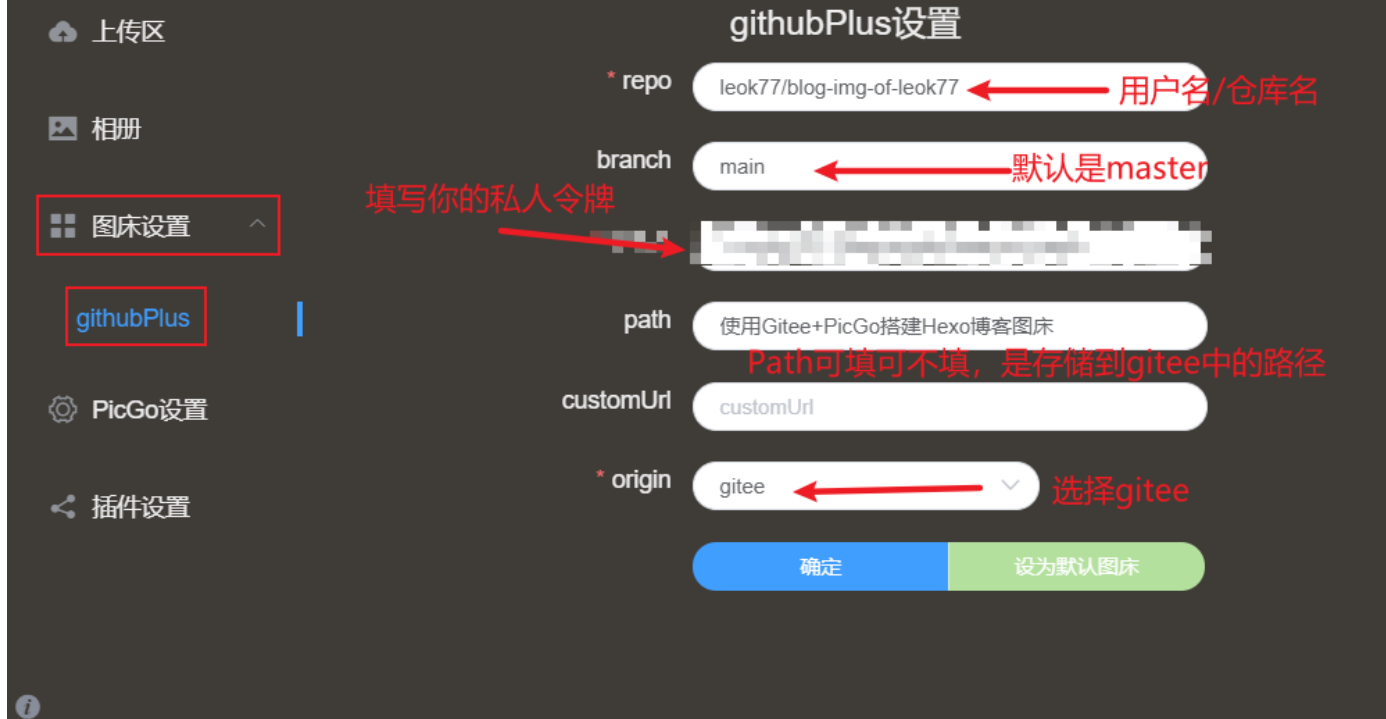 上传区
相册
图床设置
githubPlus
PicGo设置
插件设置
githubPlus设置
* repo
leok77/blog-img-of-leok77
用户名/仓库名
branch
main
默认是master
填写你的私人令牌
path
使用Gitee+PicGo搭建Hexo博客图床
Path可填可不填，是存储到gitee中的路径
customUrl
customUrl
* origin
gitee
选择gitee
确定
设为默认图床